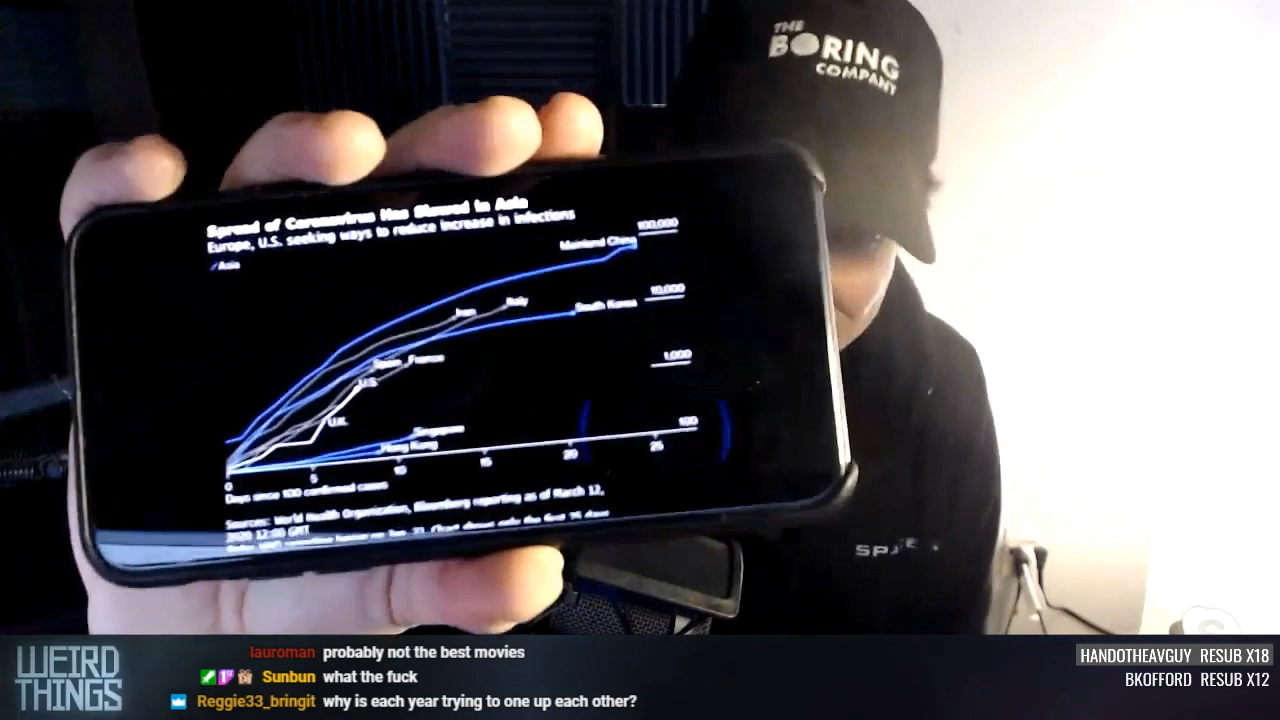 THE
BORING
COMPANY
Spread of Coronavirus Has Slowed in Asia
Europe, U.S. seeking ways to reduce increase in infections
Asia
100,000
Mainland China
10,000
Italy
Iran
South Korea
1,000
Spain France
U.S.
100
U.K.
Singapore
Hong Kong
0 5 10 15 20 25
Days since 100 confirmed cases
Sources: World Health Organization, Bloomberg reporting as of March 12,
2020 12:00 GMT
WEIRD
THINGS
lauroman probably not the best movies
Sunbun what the fuck
Reggie33_bringit why is each year trying to one up each other?
HANDOTHEAVGUY RESUB X18
BKOFFORD RESUB X12